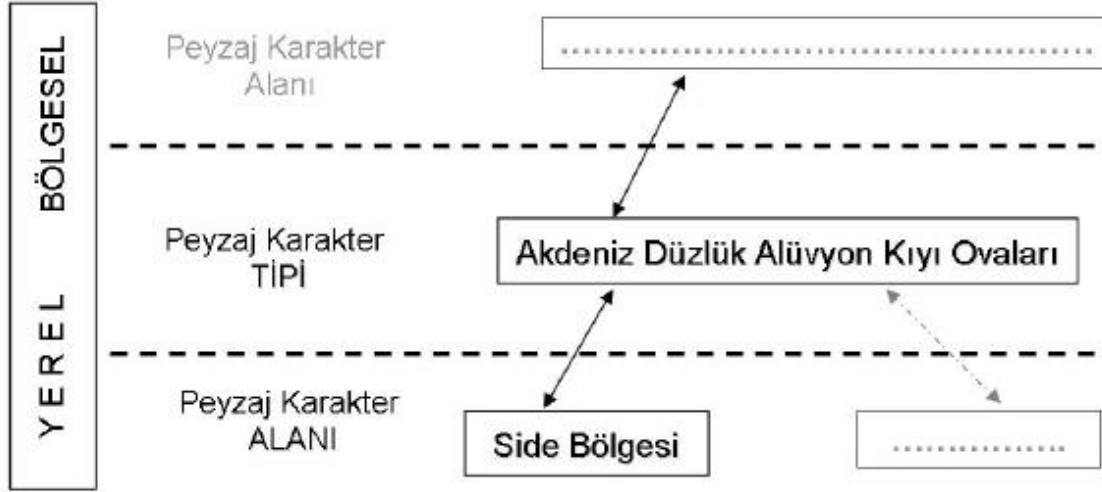 BÖLGESEL
Peyzaj Karakter
Alanı
................................................
Peyzaj Karakter
TİPİ
Akdeniz Düzlük Alüvyon Kıyı Ovaları
YEREL
Peyzaj Karakter
ALANI
Side Bölgesi
...............